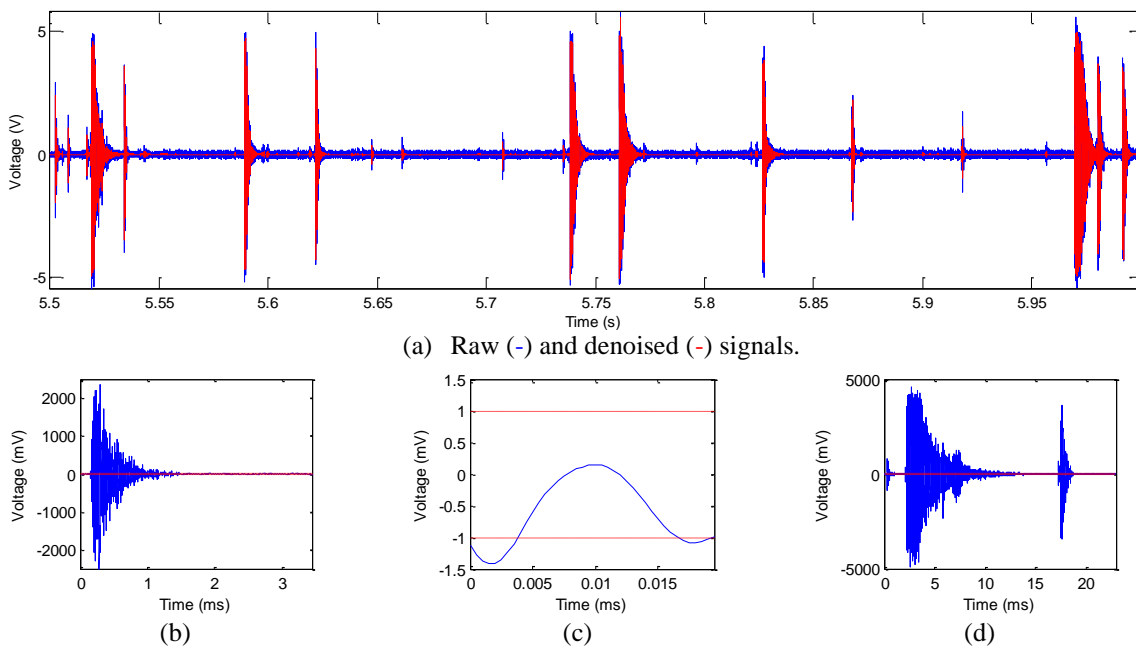 5
0
-5
Voltage (V)
5.5 5.55 5.6 5.65 5.7 5.75 5.8 5.85 5.9 5.95
Time (s)
(a) Raw (-) and denoised (-) signals.
2000
1000
0
-1000
-2000
Voltage (mV)
0 1 2 3
Time (ms)
(b)
1.5
1
0.5
0
-0.5
-1
-1.5
Voltage (mV)
0 0.005 0.01 0.015
Time (ms)
(c)
5000
0
-5000
Voltage (mV)
0 5 10 15 20
Time (ms)
(d)